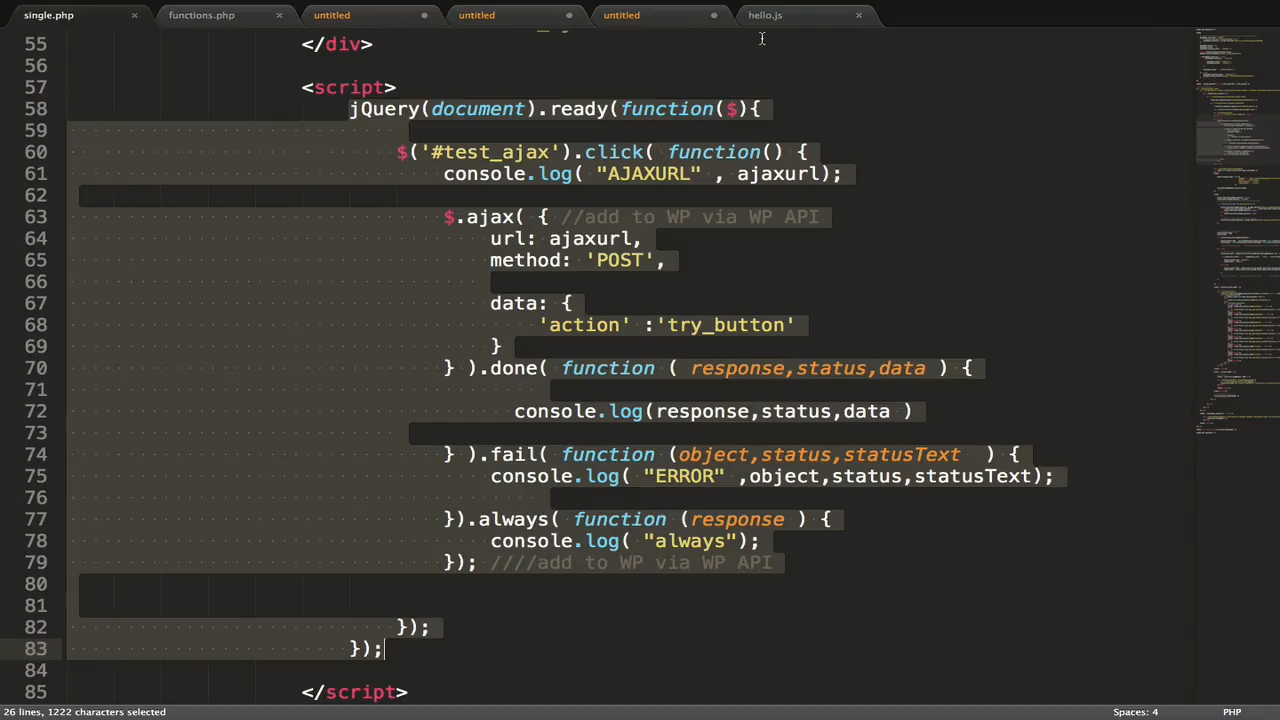 single.php × functions.php × untitled untitled untitled hello.js ×
55 </div>
56
57 <script>
58 jQuery(document).ready(function($){
59
60 $('#test_ajax').click( function() {
61 console.log( "AJAXURL" , ajaxurl);
62
63 $.ajax( { //add to WP via WP API
64 url: ajaxurl,
65 method: 'POST',
66
67 data: {
68 'action' :'try_button'
69 }
70 } ).done( function ( response,status,data ) {
71
72 console.log(response,status,data )
73
74 } ).fail( function (object,status,statusText ) {
75 console.log( "ERROR" ,object,status,statusText);
76
77 }).always( function (response ) {
78 console.log( "always");
79 }); ////add to WP via WP API
80
81
82 });
83 });
84
85 </script>
26 lines, 1222 characters selected Spaces: 4 PHP